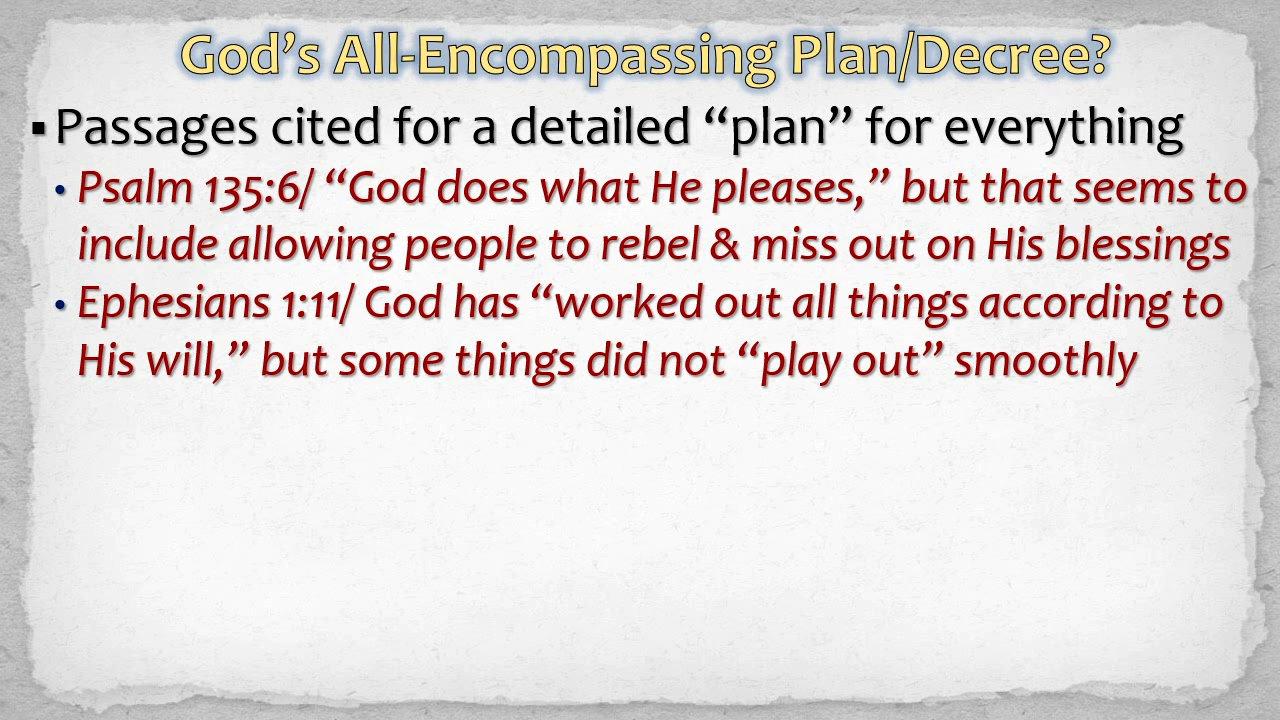 God’s All-Encompassing Plan/Decree?
▪ Passages cited for a detailed “plan” for everything
• Psalm 135:6/ “God does what He pleases,” but that seems to
include allowing people to rebel & miss out on His blessings
• Ephesians 1:11/ God has “worked out all things according to
His will,” but some things did not “play out” smoothly